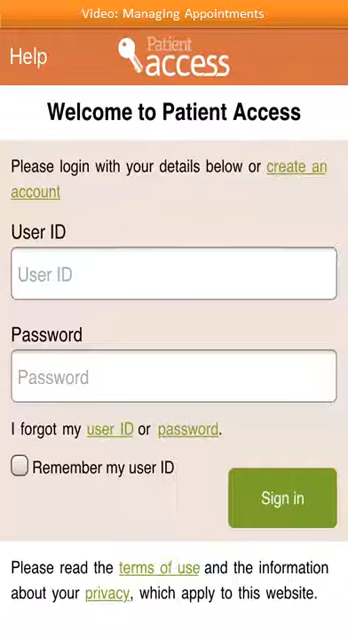 Video: Managing Appointments
Help
Patient
access
Welcome to Patient Access
Please login with your details below or create an
account
User ID
User ID
Password
Password
I forgot my user ID or password.
Remember my user ID
Sign in
Please read the terms of use and the information
about your privacy, which apply to this website.